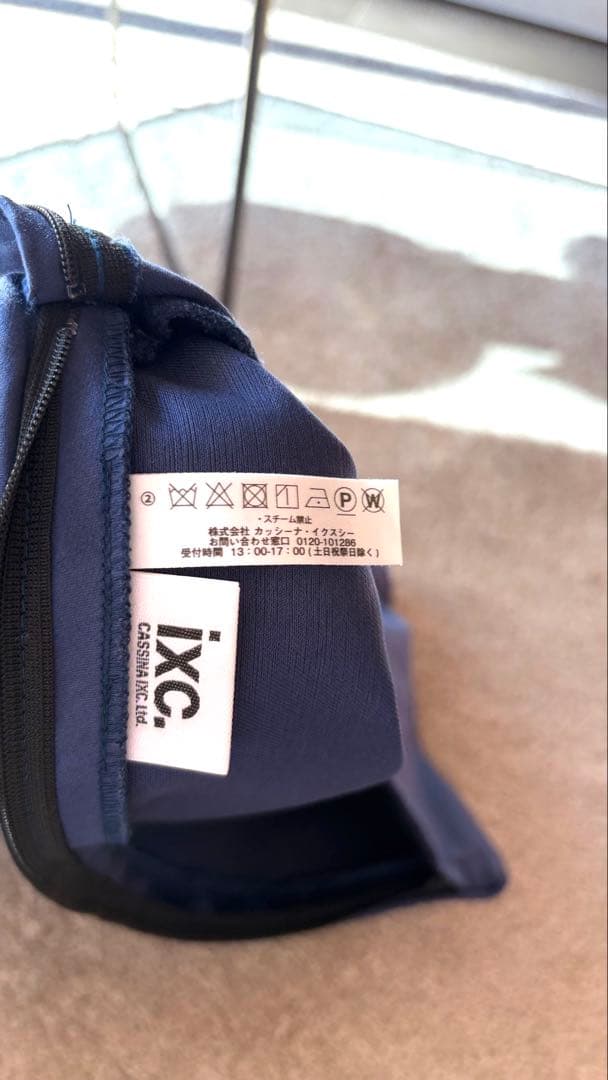 ②
P W
・スチーム禁止
株式会社 カッシーナ・イクスシー
お問い合わせ窓口 0120-101286
受付時間 13:00-17:00 (土日祝祭日除く)
ixc.
CASSINA IXC. Ltd.